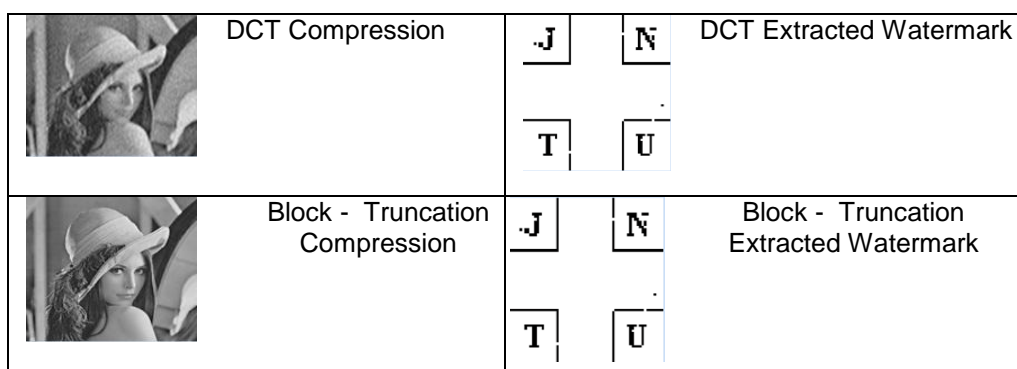 DCT Compression
J N
T U
DCT Extracted Watermark
Block - Truncation
Compression
J N
T U
Block - Truncation
Extracted Watermark